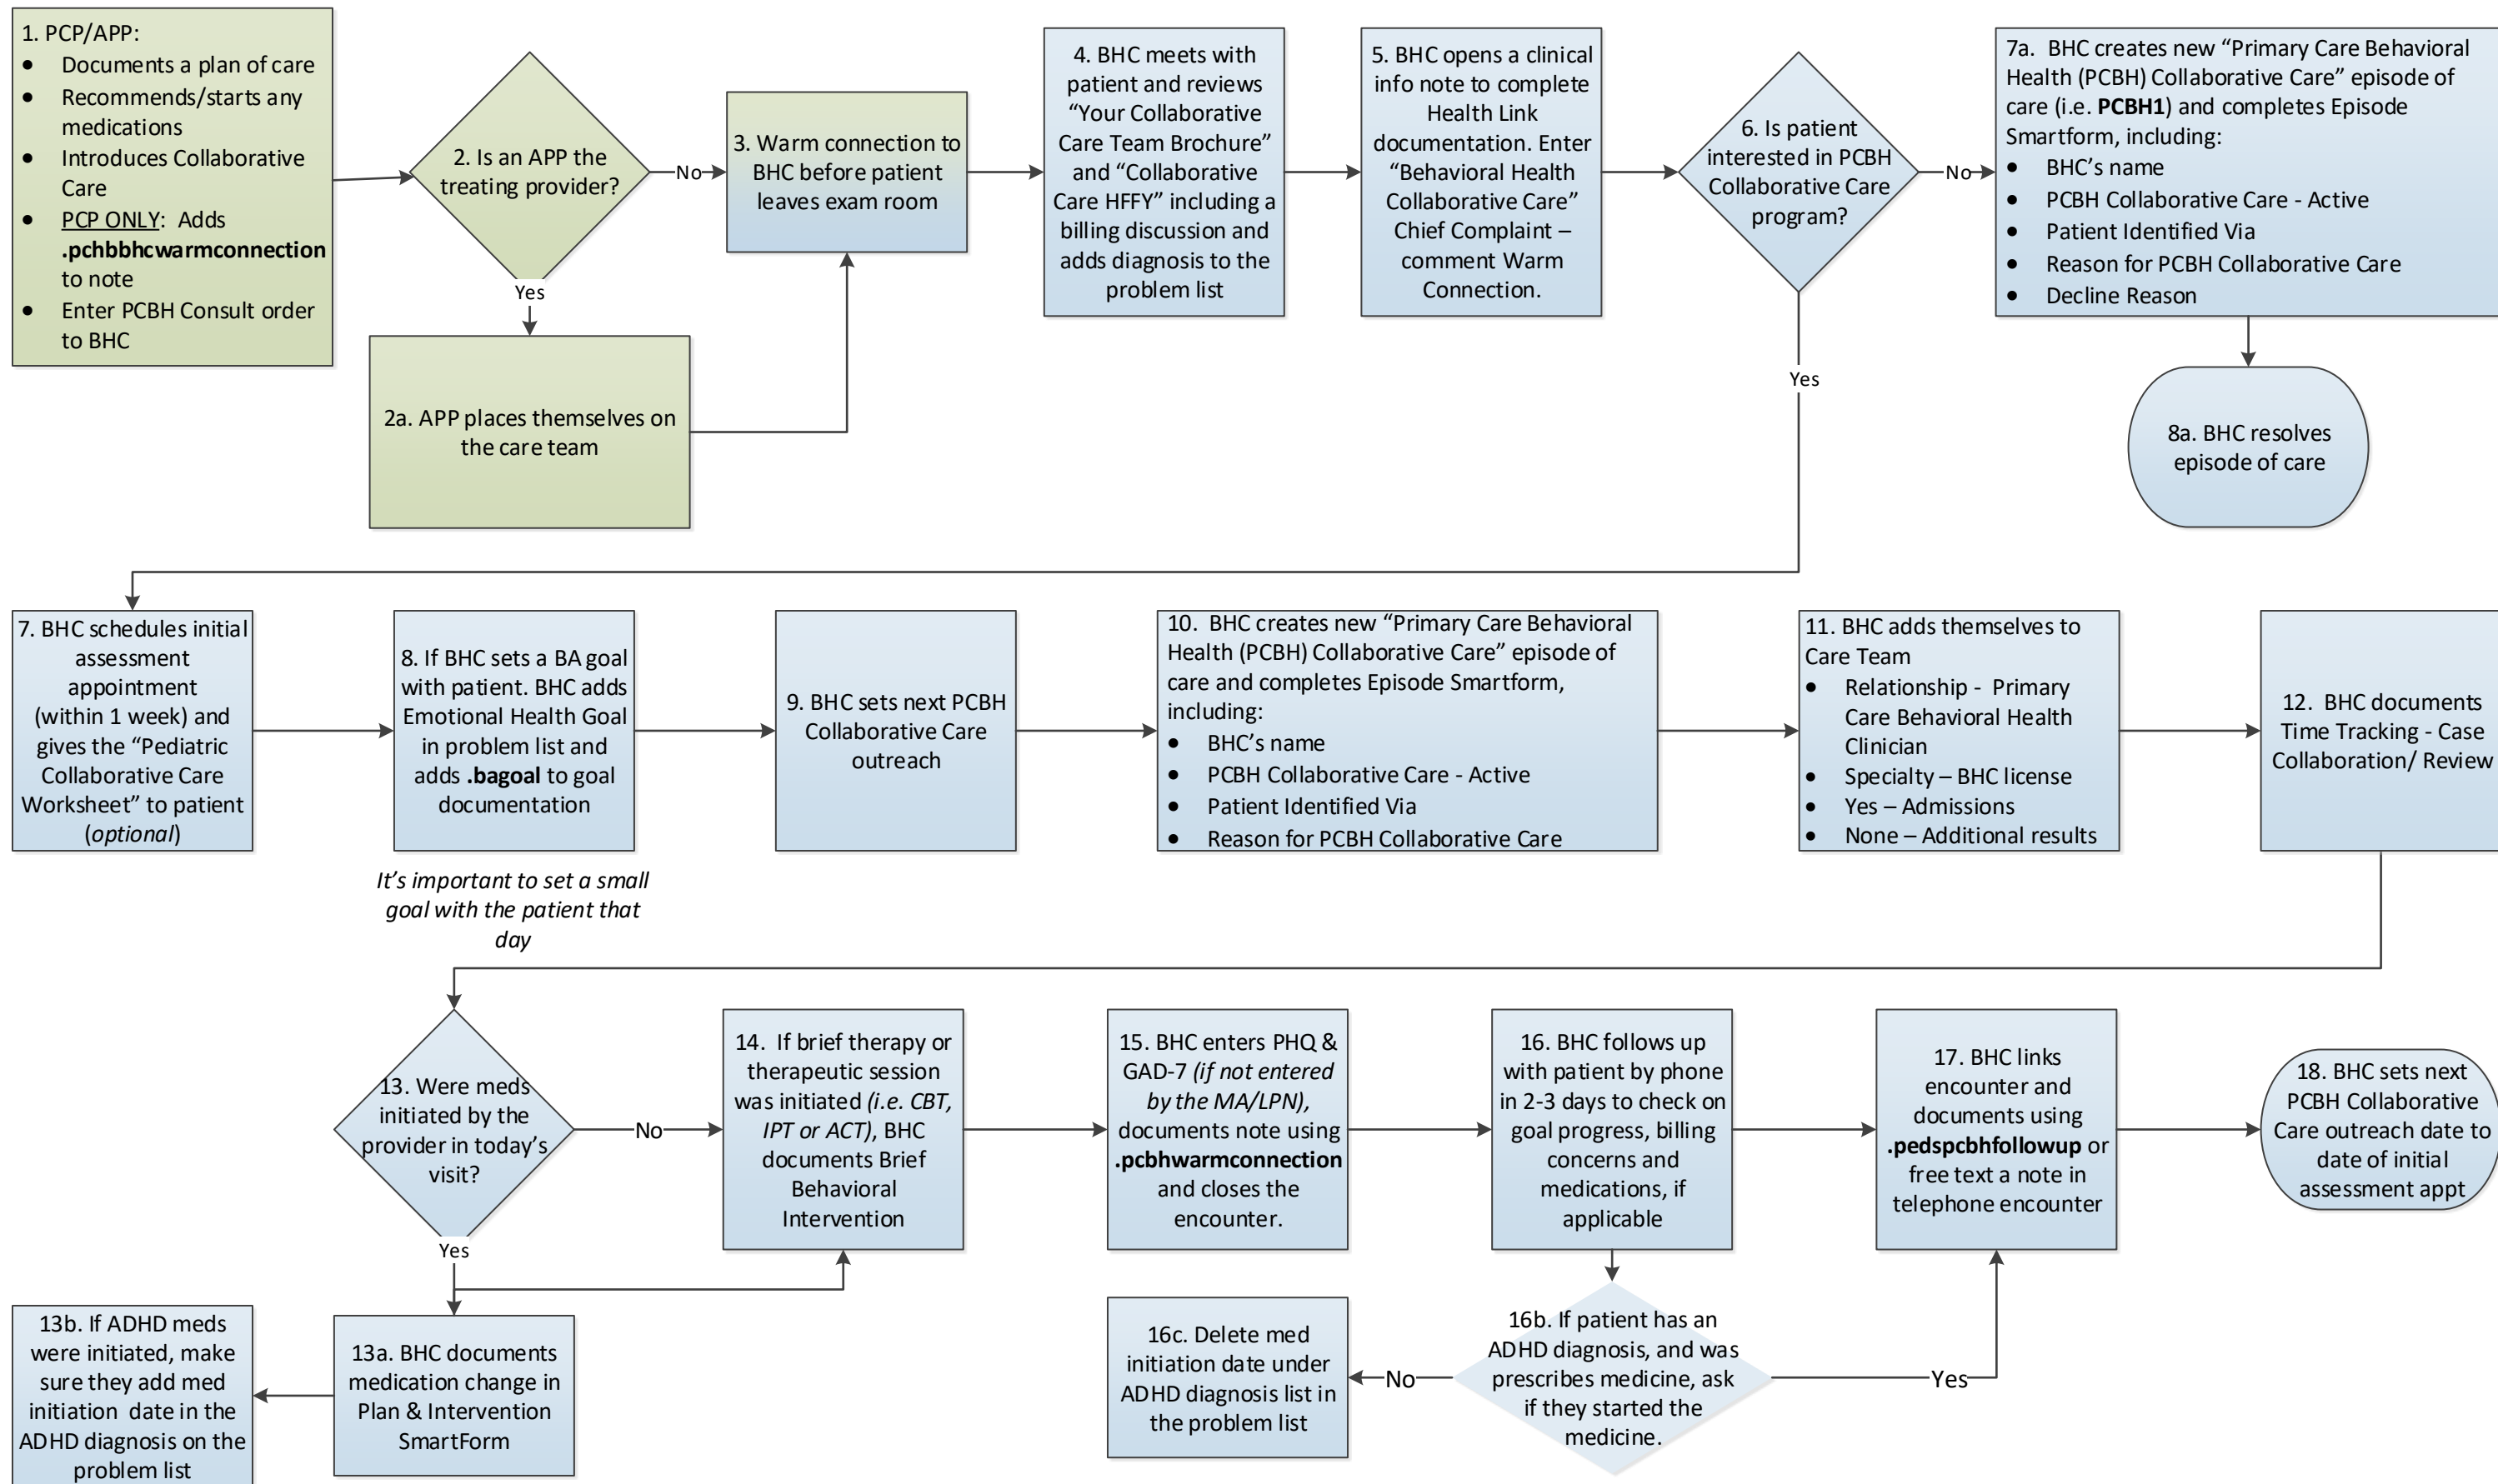 1. PCP/APP:
• Documents a plan of care
• Recommends/starts any
medications
• Introduces Collaborative
Care
• PCP ONLY: Adds
.pchbbhcwarmconnection
to note
• Enter PCBH Consult order
to BHC
2. Is an APP the
treating provider?
No
Yes
2a. APP places themselves on
the care team
3. Warm connection to
BHC before patient
leaves exam room
4. BHC meets with
patient and reviews
“Your Collaborative
Care Team Brochure”
and “Collaborative
Care HFFY” including a
billing discussion and
adds diagnosis to the
problem list
5. BHC opens a clinical
info note to complete
Health Link
documentation. Enter
“Behavioral Health
Collaborative Care”
Chief Complaint –
comment Warm
Connection.
6. Is patient
interested in PCBH
Collaborative Care
program?
No
Yes
7a. BHC creates new “Primary Care Behavioral
Health (PCBH) Collaborative Care” episode of
care (i.e. PCBH1) and completes Episode
Smartform, including:
• BHC’s name
• PCBH Collaborative Care - Active
• Patient Identified Via
• Reason for PCBH Collaborative Care
• Decline Reason
8a. BHC resolves
episode of care
7. BHC schedules initial
assessment
appointment
(within 1 week) and
gives the “Pediatric
Collaborative Care
Worksheet” to patient
(optional)
8. If BHC sets a BA goal
with patient. BHC adds
Emotional Health Goal
in problem list and
adds .bagoal to goal
documentation
It’s important to set a small
goal with the patient that
day
9. BHC sets next PCBH
Collaborative Care
outreach
10. BHC creates new “Primary Care Behavioral
Health (PCBH) Collaborative Care” episode of
care and completes Episode Smartform,
including:
• BHC’s name
• PCBH Collaborative Care - Active
• Patient Identified Via
• Reason for PCBH Collaborative Care
11. BHC adds themselves to
Care Team
• Relationship - Primary
Care Behavioral Health
Clinician
• Specialty – BHC license
• Yes – Admissions
• None – Additional results
12. BHC documents
Time Tracking - Case
Collaboration/ Review
13. Were meds
initiated by the
provider in today’s
visit?
No
Yes
13a. BHC documents
medication change in
Plan & Intervention
SmartForm
13b. If ADHD meds
were initiated, make
sure they add med
initiation date in the
ADHD diagnosis on the
problem list
14. If brief therapy or
therapeutic session
was initiated (i.e. CBT,
IPT or ACT), BHC
documents Brief
Behavioral
Intervention
15. BHC enters PHQ &
GAD-7 (if not entered
by the MA/LPN),
documents note using
.pcbhwarmconnection
and closes the
encounter.
16. BHC follows up
with patient by phone
in 2-3 days to check on
goal progress, billing
concerns and
medications, if
applicable
16b. If patient has an
ADHD diagnosis, and was
prescribes medicine, ask
if they started the
medicine.
No
Yes
16c. Delete med
initiation date under
ADHD diagnosis list in
the problem list
17. BHC links
encounter and
documents using
.pedspcbhfollowup or
free text a note in
telephone encounter
18. BHC sets next
PCBH Collaborative
Care outreach date to
date of initial
assessment appt